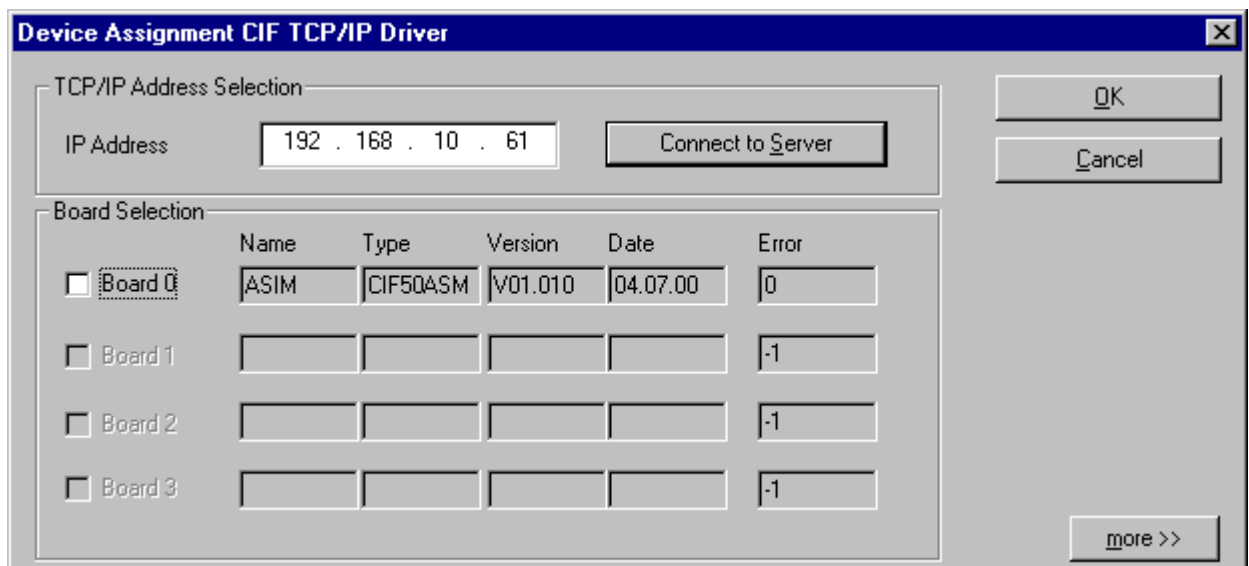 Device Assignment CIF TCP/IP Driver
TCP/IP Address Selection
OK
IP Address 192 . 168 . 10 . 61 Connect to Server
Cancel
Board Selection
Name Type Version Date Error
Board 0 ASIM CIF50ASM V01.010 04.07.00 0
Board 1 -1
Board 2 -1
Board 3 -1
more >>